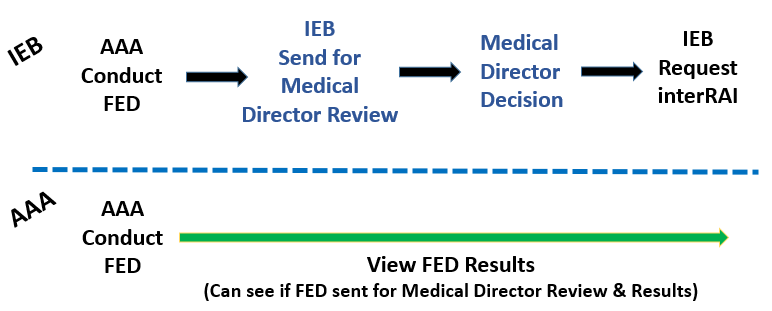 IEB
AAA
Conduct
FED
IEB
Send for
Medical
Director Review
Medical
Director
Decision
IEB
Request
interRAI
AAA
AAA
Conduct
FED
View FED Results
(Can see if FED sent for Medical Director Review & Results)